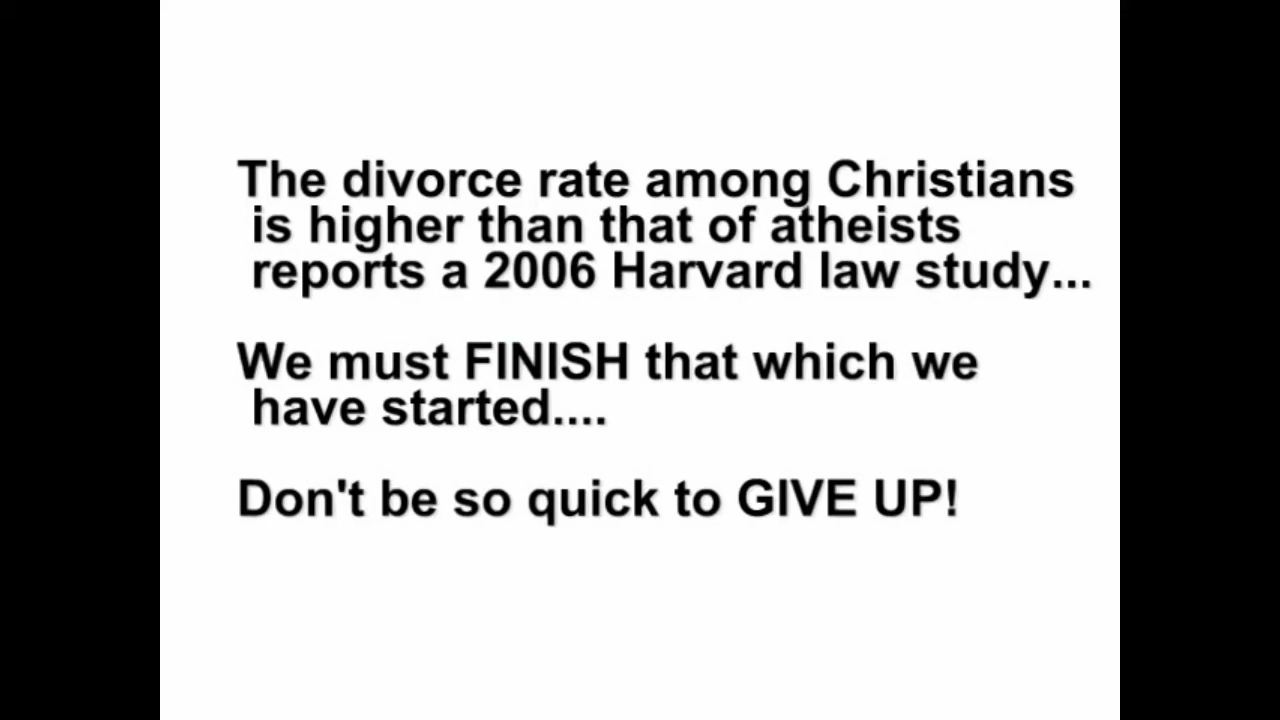 The divorce rate among Christians
is higher than that of atheists
reports a 2006 Harvard law study...
We must FINISH that which we
have started....
Don't be so quick to GIVE UP!